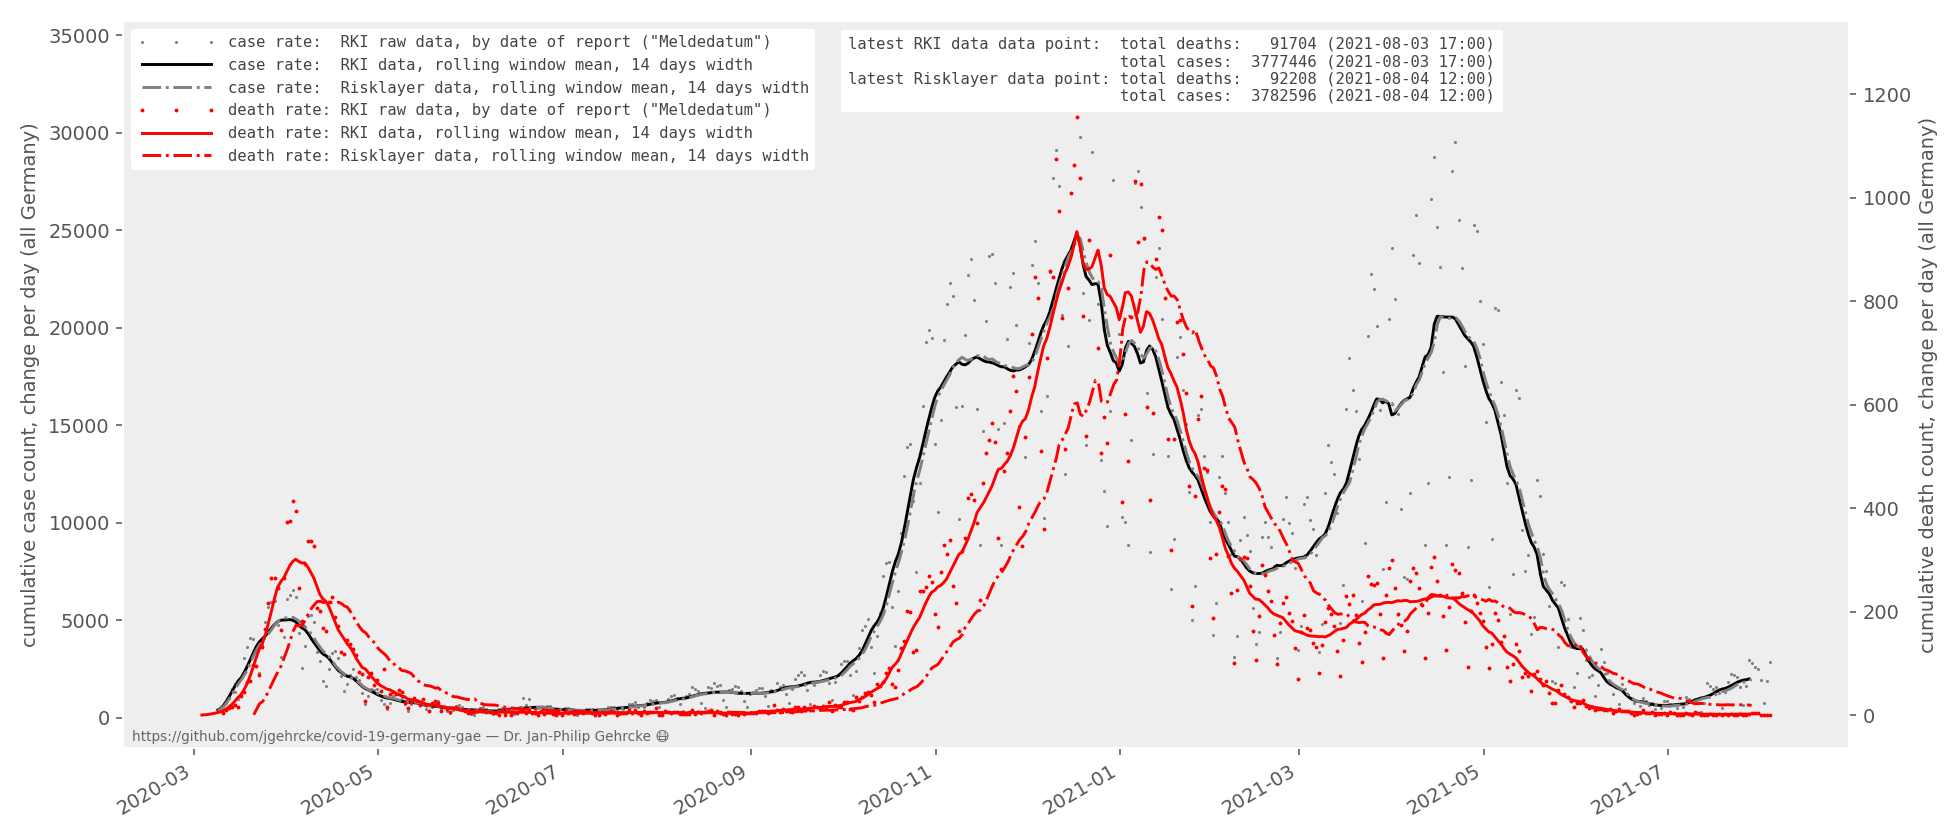 35000
30000
25000
20000
15000
10000
5000
0
cumulative case count, change per day (all Germany)
case rate:  RKI raw data, by date of report ("Meldedatum")
case rate:  RKI data, rolling window mean, 14 days width
case rate:  Risklayer data, rolling window mean, 14 days width
death rate: RKI raw data, by date of report ("Meldedatum")
death rate: RKI data, rolling window mean, 14 days width
death rate: Risklayer data, rolling window mean, 14 days width
latest RKI data data point:  total deaths:   91704 (2021-08-03 17:00)
total cases:  3777446 (2021-08-03 17:00)
latest Risklayer data point: total deaths:   92208 (2021-08-04 12:00)
total cases:  3782596 (2021-08-04 12:00)
1200
1000
800
600
400
200
0
cumulative death count, change per day (all Germany)
https://github.com/jgehrcke/covid-19-germany-gae — Dr. Jan-Philip Gehrcke 😷
2020-03
2020-05
2020-07
2020-09
2020-11
2021-01
2021-03
2021-05
2021-07